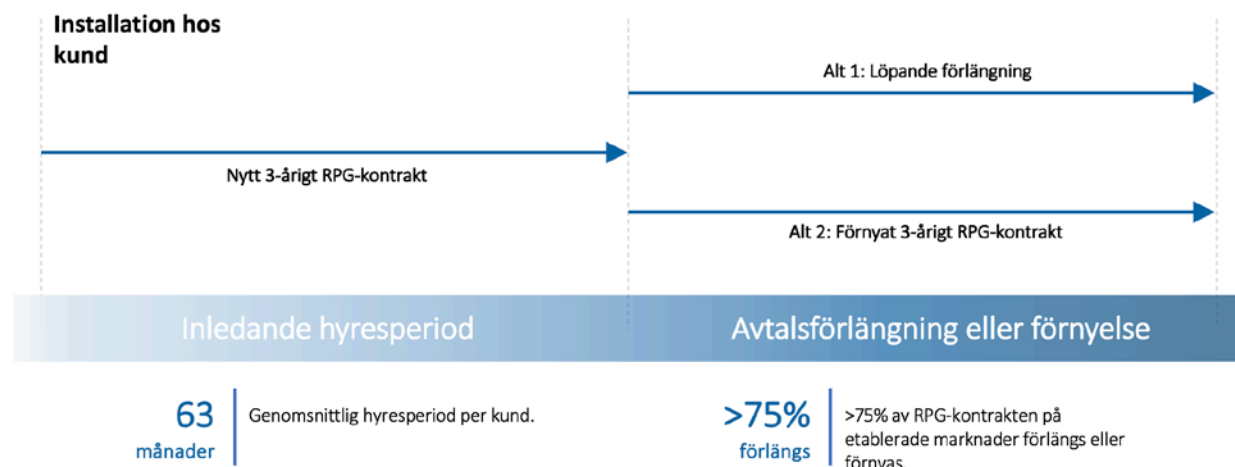 Installation hos
kund
Alt 1: Löpande förlängning
Nytt 3-årigt RPG-kontrakt
Alt 2: Förnyat 3-årigt RPG-kontrakt
Inledande hyresperiod
Avtalsförlängning eller förnyelse
63
månader
Genomsnittlig hyresperiod per kund.
>75%
förlängs
>75% av RPG-kontrakten på
etablerade marknader förlängs eller
förnyas.